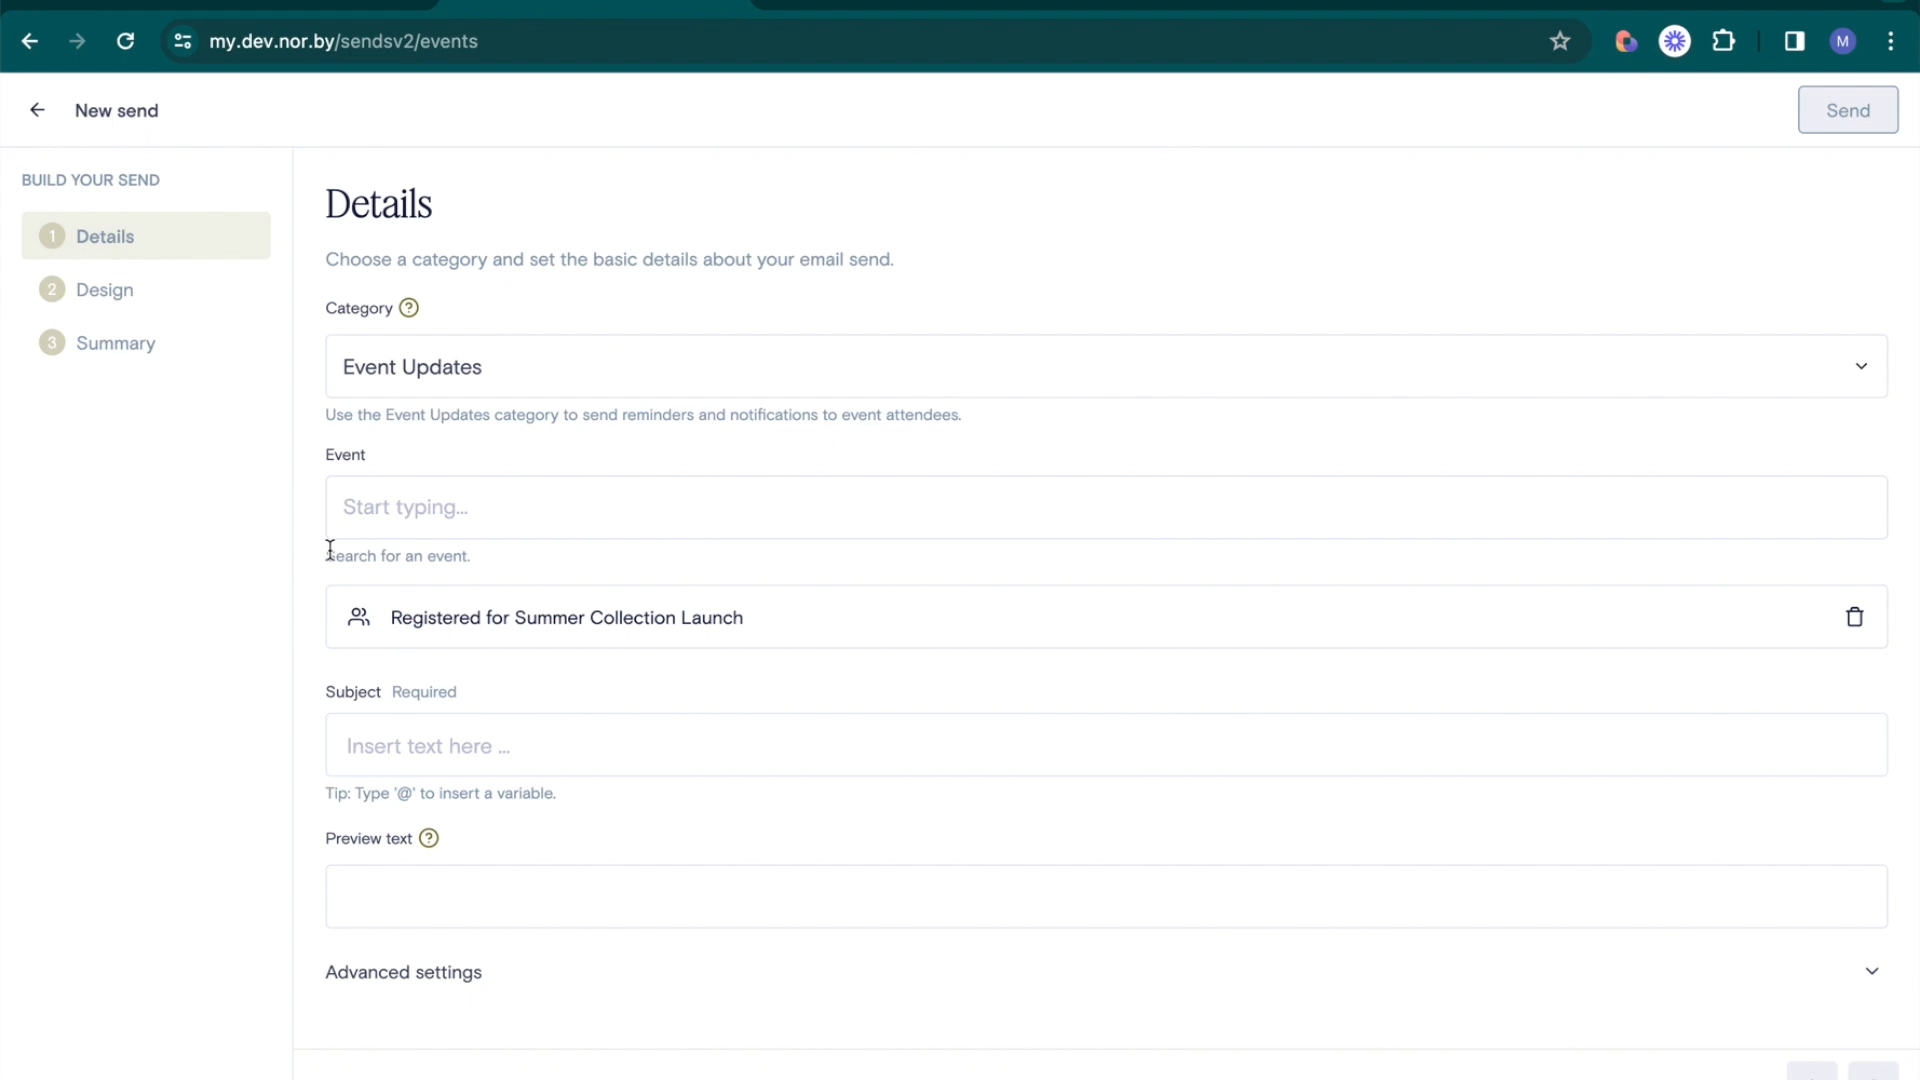 my.dev.nor.by/sendsv2/events
M
New send
Send
BUILD YOUR SEND
1 Details
2 Design
3 Summary
Details
Choose a category and set the basic details about your email send.
Category ?
Event Updates
Use the Event Updates category to send reminders and notifications to event attendees.
Event
Start typing...
Search for an event.
Registered for Summer Collection Launch
Subject Required
Insert text here ...
Tip: Type '@' to insert a variable.
Preview text ?
Advanced settings